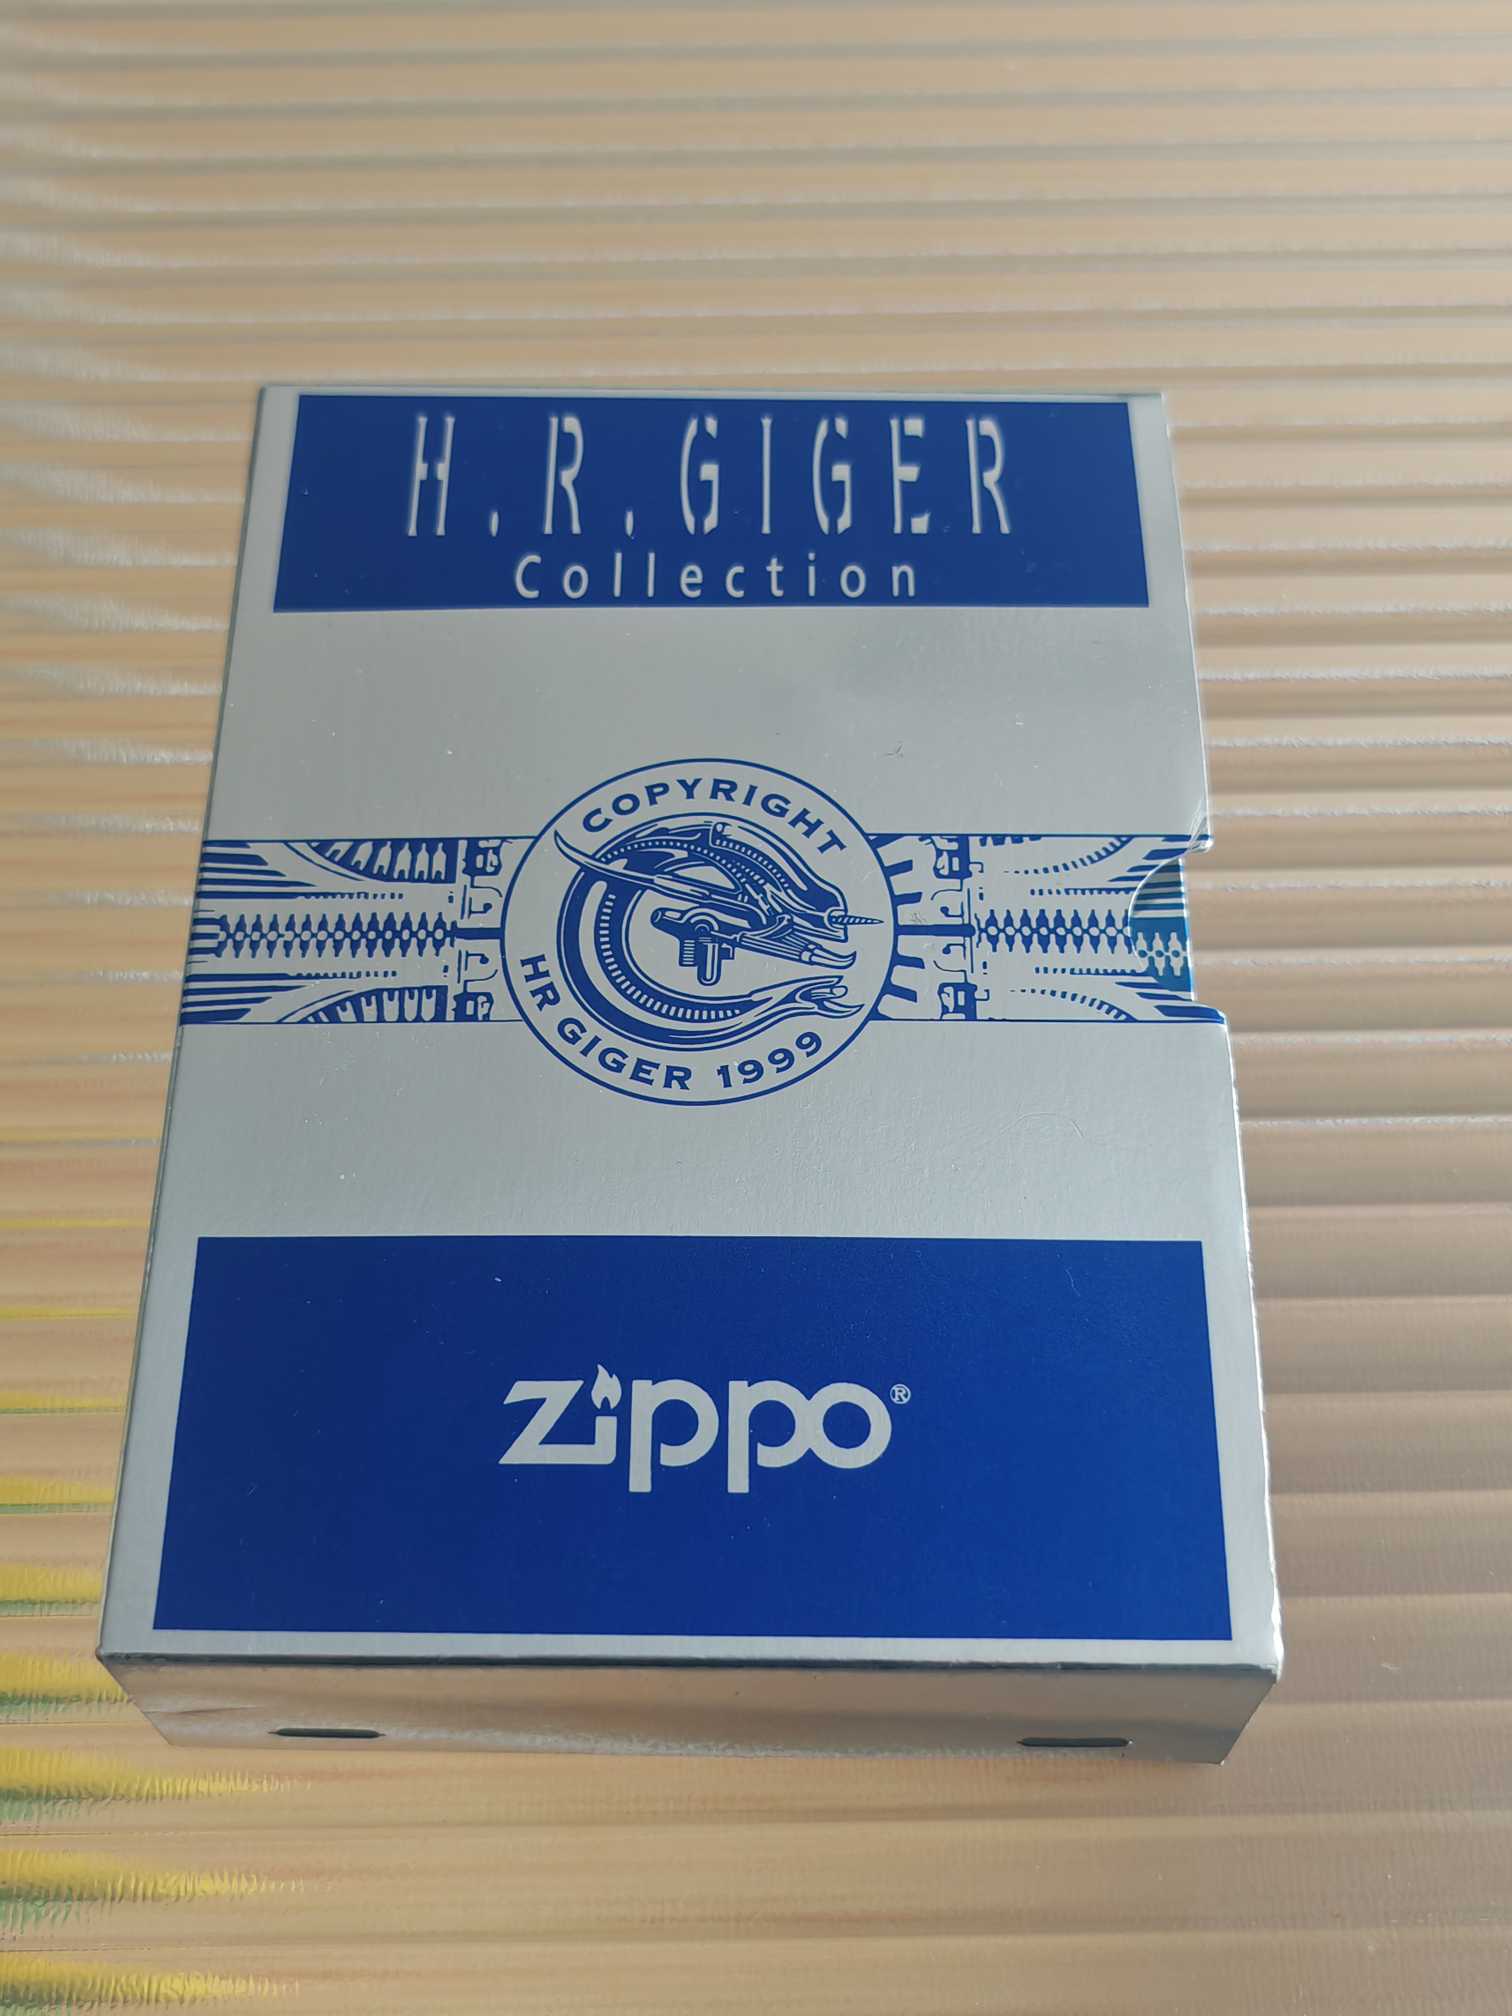 H.R.GIGER
Collection
COPYRIGHT
HR GIGER 1999
Zippo®